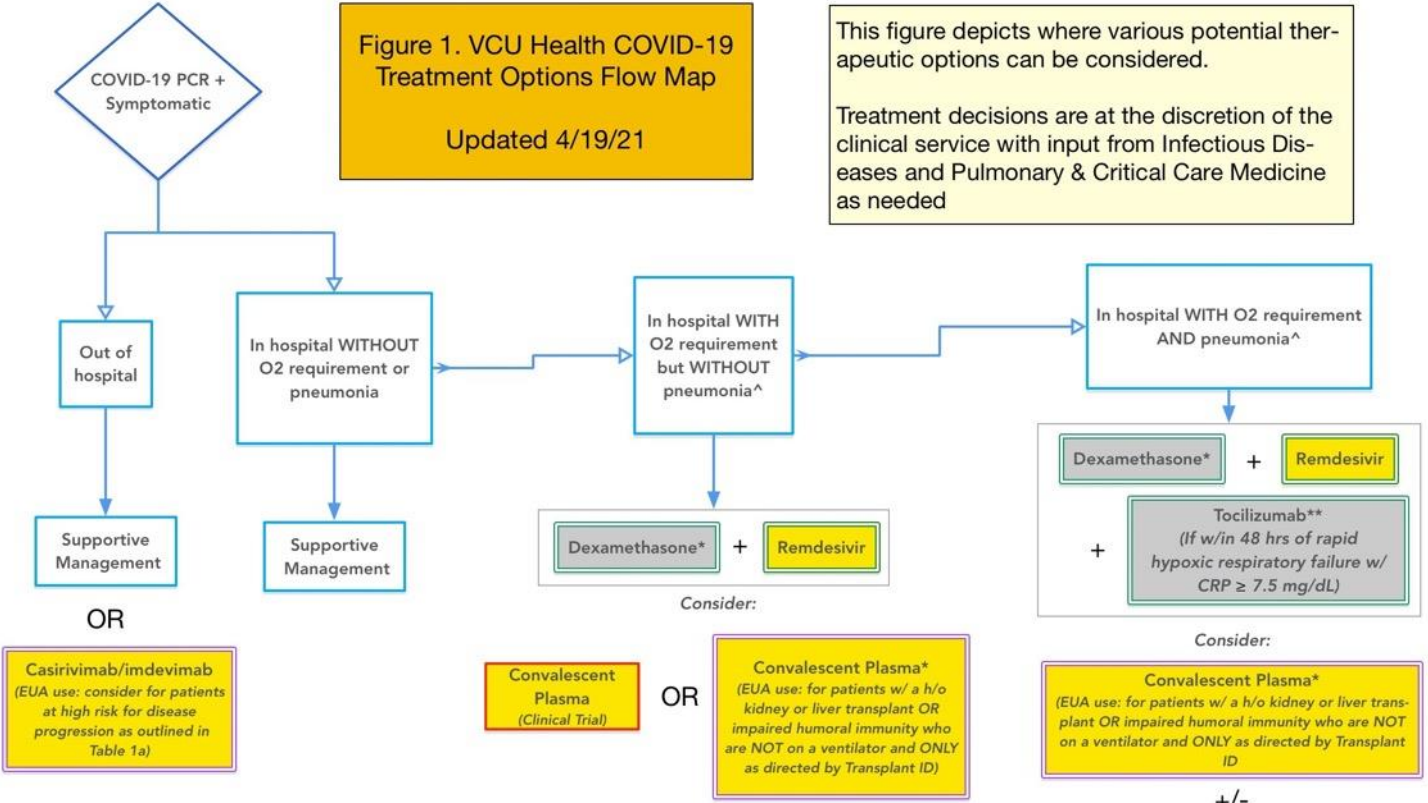 COVID-19 PCR +
Symptomatic
Figure 1. VCU Health COVID-19
Treatment Options Flow Map
Updated 4/19/21
This figure depicts where various potential ther-
apeutic options can be considered.
Treatment decisions are at the discretion of the
clinical service with input from Infectious Dis-
eases and Pulmonary & Critical Care Medicine
as needed
Out of
hospital
In hospital WITHOUT
O2 requirement or
pneumonia
In hospital WITH
O2 requirement
but WITHOUT
pneumonia^
In hospital WITH O2 requirement
AND pneumonia^
Supportive
Management
OR
Casirivimab/imdevimab
(EUA use: consider for patients
at high risk for disease
progression as outlined in
Table 1a)
Supportive
Management
Dexamethasone*
+
Remdesivir
Consider:
Convalescent
Plasma
(Clinical Trial)
OR
Convalescent Plasma*
(EUA use: for patients w/ a h/o
kidney or liver transplant OR
impaired humoral immunity who
are NOT on a ventilator and ONLY
as directed by Transplant ID)
Dexamethasone*
+
Remdesivir
+
Tocilizumab**
(If w/in 48 hrs of rapid
hypoxic respiratory failure w/
CRP ≥ 7.5 mg/dL)
Consider:
Convalescent Plasma*
(EUA use: for patients w/ a h/o kidney or liver trans-
plant OR impaired humoral immunity who are NOT
on a ventilator and ONLY as directed by Transplant
ID
+/-